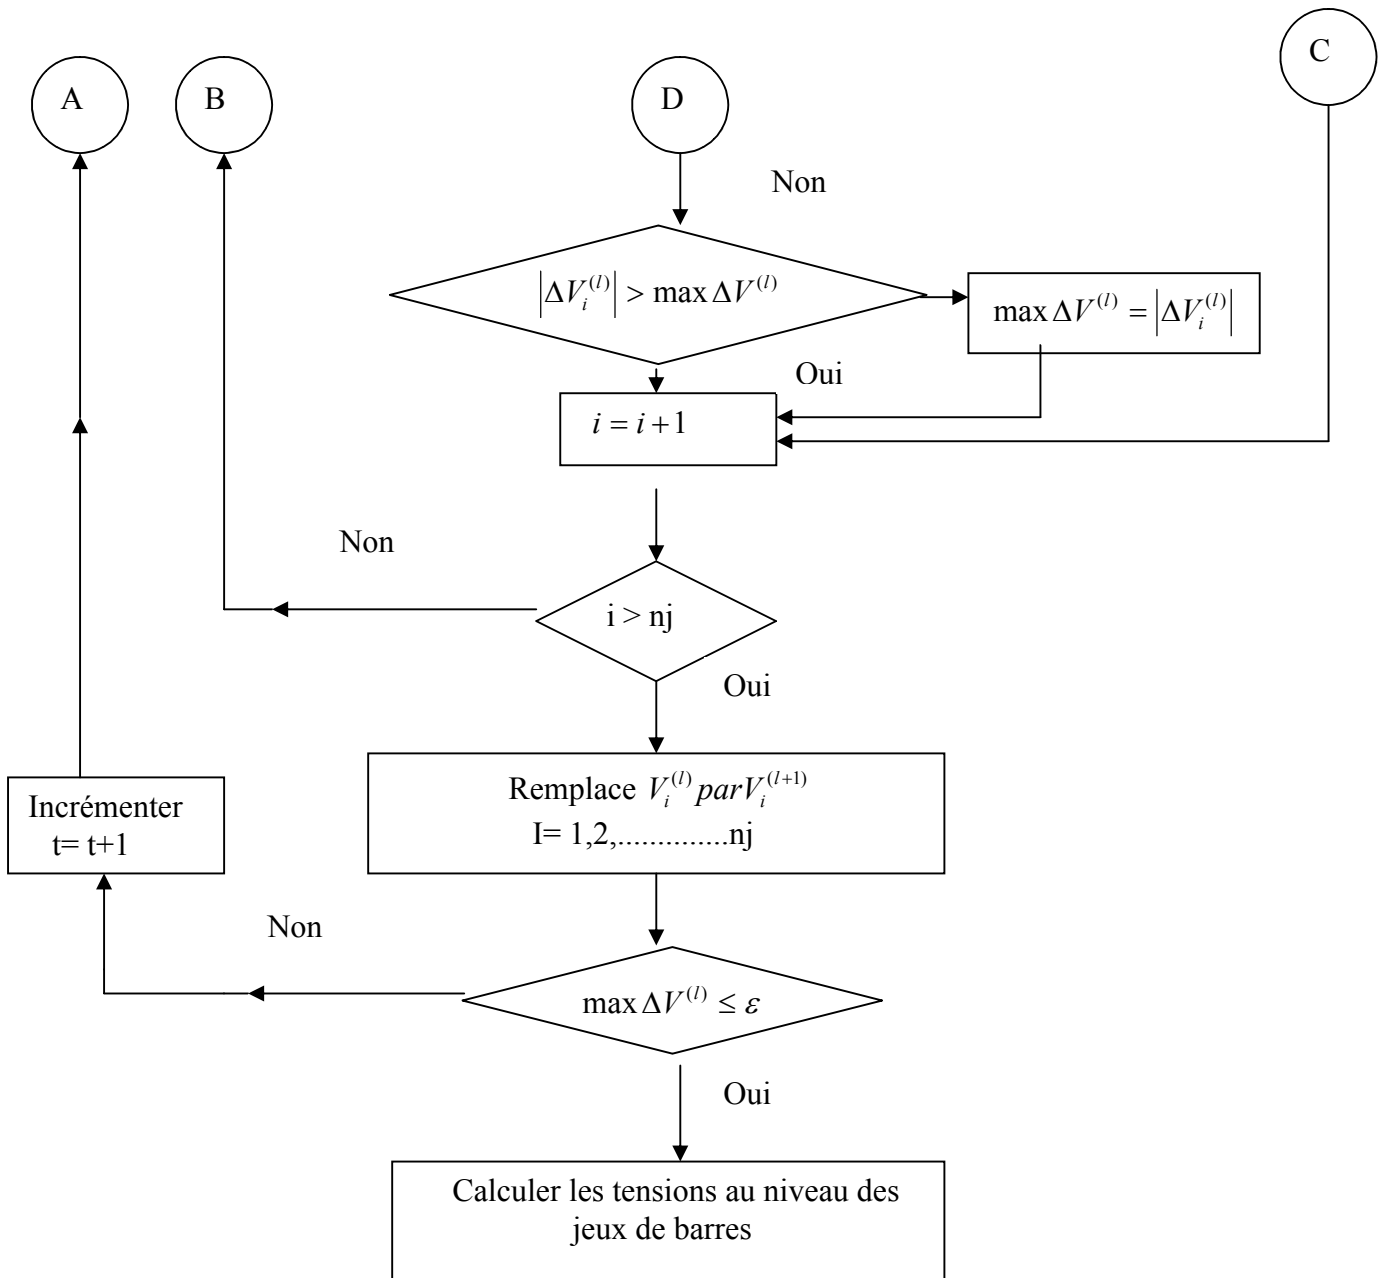 C
A
B
D
Non
|ΔV_i^{(l)}| > max ΔV^{(l)}
max ΔV^{(l)} = |ΔV_i^{(l)}|
Oui
i = i+1
Non
i > nj
Oui
Remplace V_i^{(l)} par V_i^{(l+1)}
I= 1,2,..............nj
Incrémenter
t= t+1
Non
max ΔV^{(l)} ≤ ε
Oui
Calculer les tensions au niveau des
jeux de barres